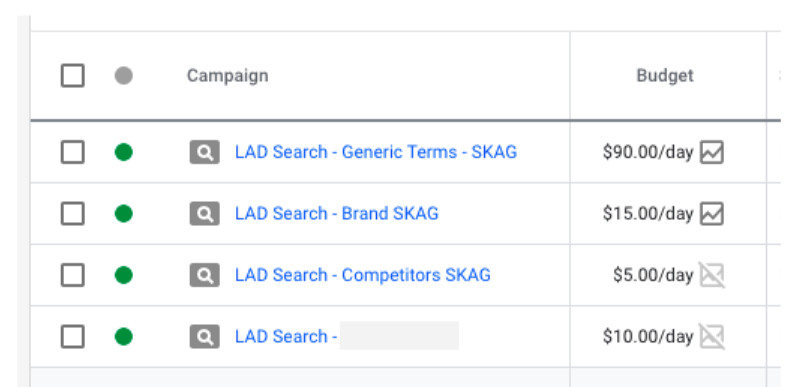 Campaign Budget
LAD Search - Generic Terms - SKAG $90.00/day
LAD Search - Brand SKAG $15.00/day
LAD Search - Competitors SKAG $5.00/day
LAD Search - $10.00/day